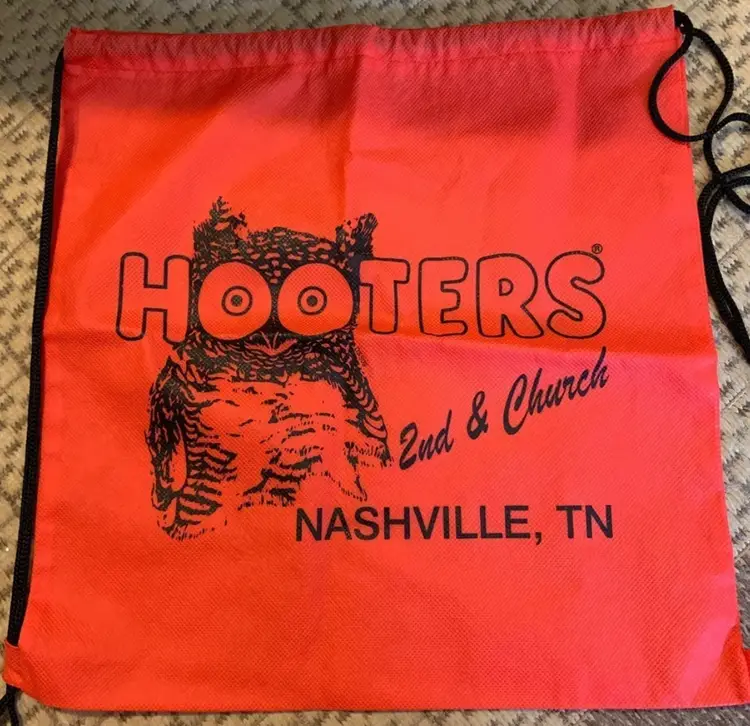 HOOTERS®
2nd & Church
NASHVILLE, TN